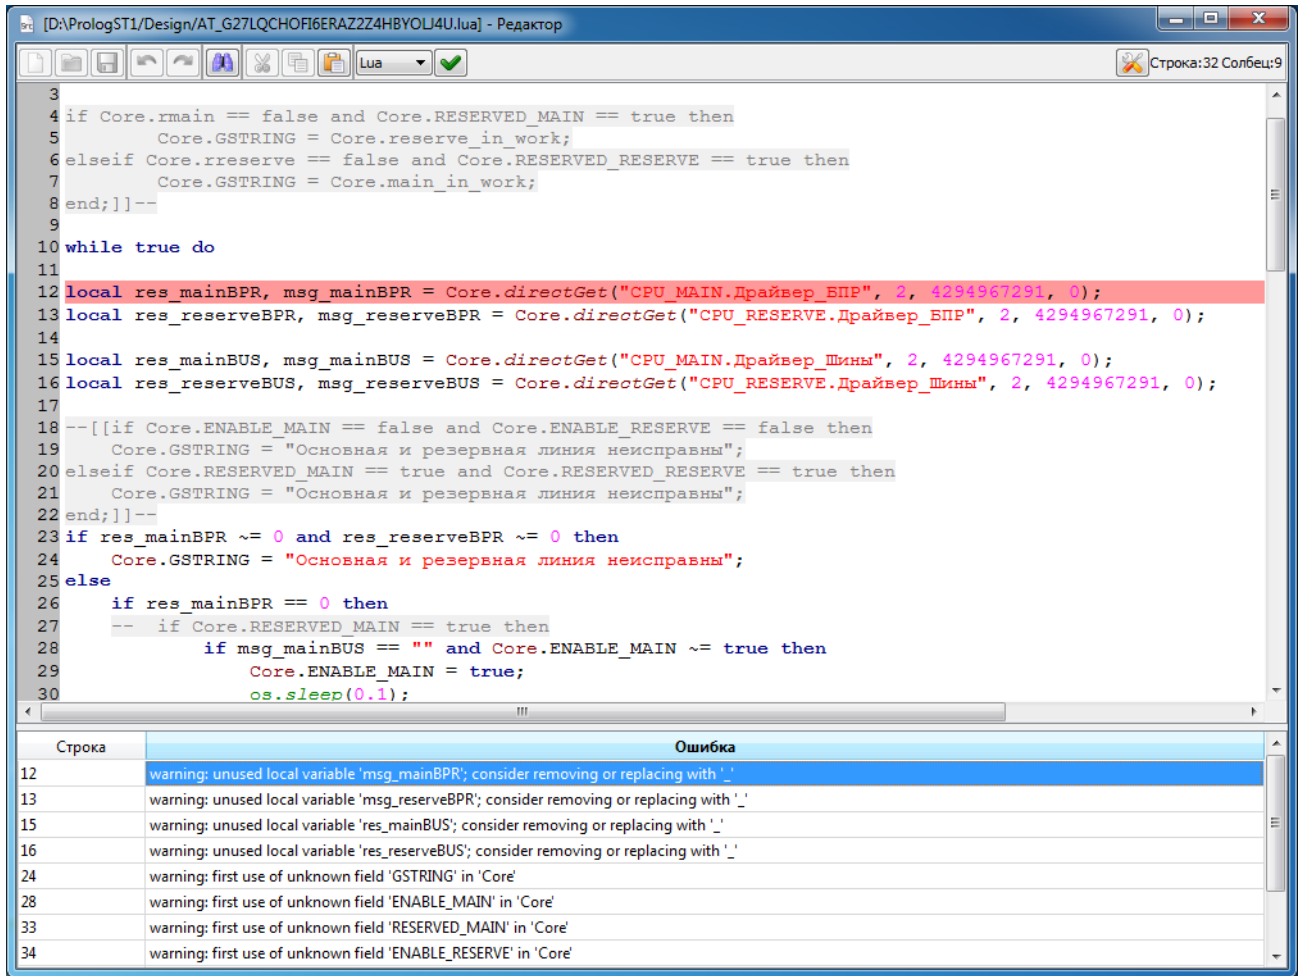 [D:\PrologST1/Design/AT_G27LQCHOFI6ERAZ2Z4HBYOLJ4U.lua] - Редактор
Lua
Строка:32 Солбец:9
3
4 if Core.rmain == false and Core.RESERVED_MAIN == true then
5 Core.GSTRING = Core.reserve_in_work;
6 elseif Core.rreserve == false and Core.RESERVED_RESERVE == true then
7 Core.GSTRING = Core.main_in_work;
8 end;]]--
9
10 while true do
11
12 local res_mainBPR, msg_mainBPR = Core.directGet("CPU_MAIN.Драйвер_БПР", 2, 4294967291, 0);
13 local res_reserveBPR, msg_reserveBPR = Core.directGet("CPU_RESERVE.Драйвер_БПР", 2, 4294967291, 0);
14
15 local res_mainBUS, msg_mainBUS = Core.directGet("CPU_MAIN.Драйвер_Шины", 2, 4294967291, 0);
16 local res_reserveBUS, msg_reserveBUS = Core.directGet("CPU_RESERVE.Драйвер_Шины", 2, 4294967291, 0);
17
18 --[[if Core.ENABLE_MAIN == false and Core.ENABLE_RESERVE == false then
19 Core.GSTRING = "Основная и резервная линия неисправны";
20 elseif Core.RESERVED_MAIN == true and Core.RESERVED_RESERVE == true then
21 Core.GSTRING = "Основная и резервная линия неисправны";
22 end;]]--
23 if res_mainBPR ~= 0 and res_reserveBPR ~= 0 then
24 Core.GSTRING = "Основная и резервная линия неисправны";
25 else
26 if res_mainBPR == 0 then
27 -- if Core.RESERVED_MAIN == true then
28 if msg_mainBUS == "" and Core.ENABLE_MAIN ~= true then
29 Core.ENABLE_MAIN = true;
30 os.sleep(0.1);
Строка Ошибка
12 warning: unused local variable 'msg_mainBPR'; consider removing or replacing with '_'
13 warning: unused local variable 'msg_reserveBPR'; consider removing or replacing with '_'
15 warning: unused local variable 'res_mainBUS'; consider removing or replacing with '_'
16 warning: unused local variable 'res_reserveBUS'; consider removing or replacing with '_'
24 warning: first use of unknown field 'GSTRING' in 'Core'
28 warning: first use of unknown field 'ENABLE_MAIN' in 'Core'
33 warning: first use of unknown field 'RESERVED_MAIN' in 'Core'
34 warning: first use of unknown field 'ENABLE_RESERVE' in 'Core'